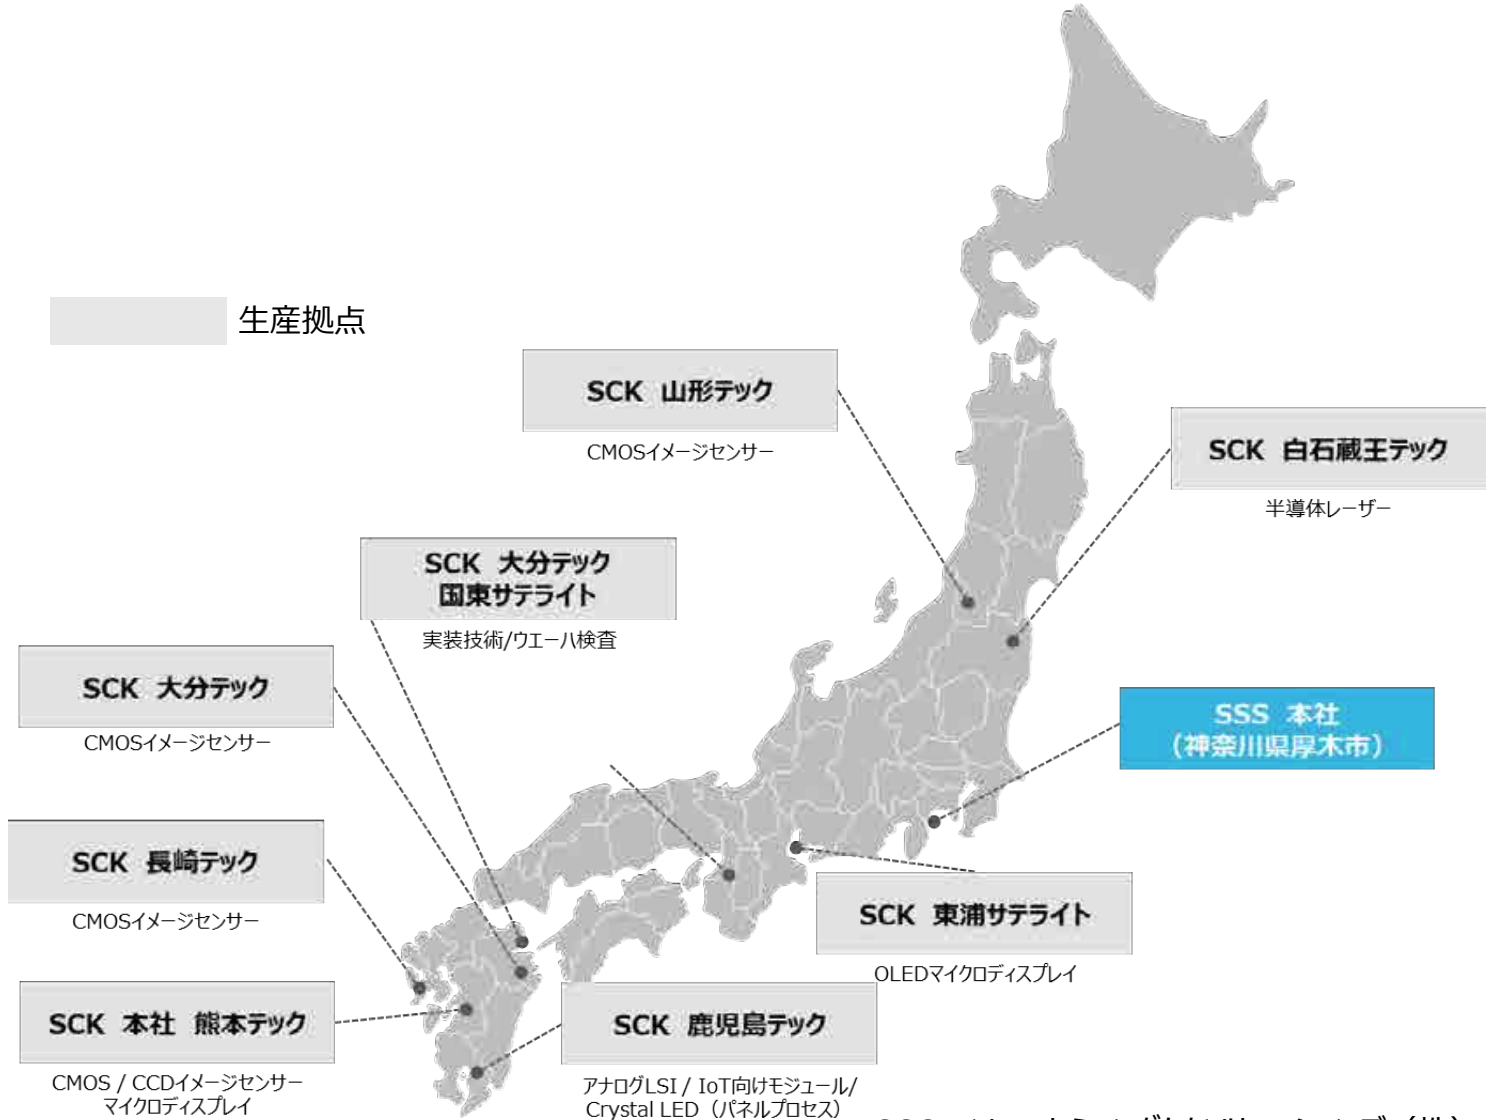 生産拠点
SCK 山形テック
CMOSイメージセンサー
SCK 白石蔵王テック
半導体レーザー
SCK 大分テック
国東サテライト
実装技術/ウエーハ検査
SCK 大分テック
CMOSイメージセンサー
SSS 本社
（神奈川県厚木市）
SCK 長崎テック
CMOSイメージセンサー
SCK 東浦サテライト
OLEDマイクロディスプレイ
SCK 本社 熊本テック
CMOS / CCDイメージセンサー
マイクロディスプレイ
SCK 鹿児島テック
アナログLSI / IoT向けモジュール/
Crystal LED（パネルプロセス）